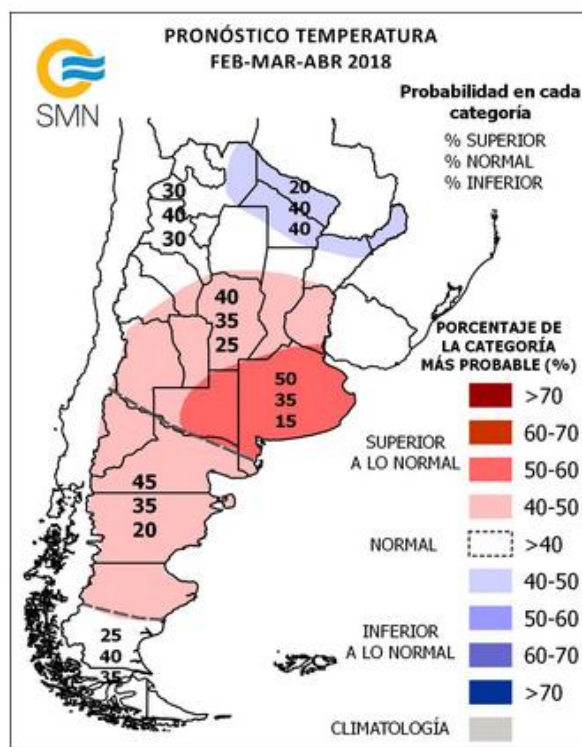 PRONÓSTICO TEMPERATURA
FEB-MAR-ABR 2018
SMN
Probabilidad en cada
categoría
% SUPERIOR
% NORMAL
% INFERIOR
30
40
30
20
40
40
40
35
25
50
35
15
45
35
20
25
40
35
PORCENTAJE DE
LA CATEGORÍA
MÁS PROBABLE (%)
SUPERIOR
A LO NORMAL
>70
60-70
50-60
40-50
NORMAL
>40
INFERIOR
A LO NORMAL
40-50
50-60
60-70
>70
CLIMATOLOGÍA